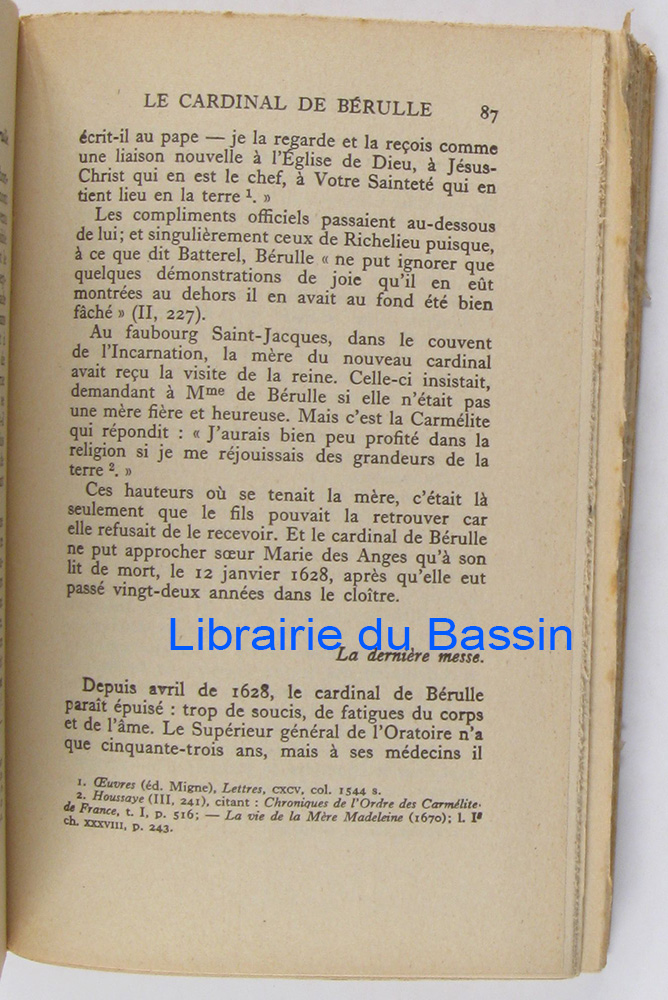 LE CARDINAL DE BÉRULLE 87
écrit-il au pape — je la regarde et la reçois comme
une liaison nouvelle à l'Église de Dieu, à Jésus-
Christ qui en est le chef, à Votre Sainteté qui en
tient lieu en la terre ¹. »
Les compliments officiels passaient au-dessous
de lui; et singulièrement ceux de Richelieu puisque,
à ce que dit Batterel, Bérulle « ne put ignorer que
quelques démonstrations de joie qu'il en eût
montrées au dehors il en avait au fond été bien
fâché » (II, 227).
Au faubourg Saint-Jacques, dans le couvent
de l'Incarnation, la mère du nouveau cardinal
avait reçu la visite de la reine. Celle-ci insistait,
demandant à Mme de Bérulle si elle n'était pas
une mère fière et heureuse. Mais c'est la Carmélite
qui répondit : « J'aurais bien peu profité dans la
religion si je me réjouissais des grandeurs de la
terre ². »
Ces hauteurs où se tenait la mère, c'était là
seulement que le fils pouvait la retrouver car
elle refusait de le recevoir. Et le cardinal de Bérulle
ne put approcher sœur Marie des Anges qu'à son
lit de mort, le 12 janvier 1628, après qu'elle eut
passé vingt-deux années dans le cloître.
Librairie du Bassin
La dernière messe.
Depuis avril de 1628, le cardinal de Bérulle
paraît épuisé : trop de soucis, de fatigues du corps
et de l'âme. Le Supérieur général de l'Oratoire n'a
que cinquante-trois ans, mais à ses médecins il
1. Œuvres (éd. Migne), Lettres, CXCV, col. 1544 s.
2. Houssaye (III, 241), citant : Chroniques de l'Ordre des Carmélite-
de France, t. I, p. 516; — La vie de la Mère Madeleine (1670); l. Iº
ch. XXXVIII, p. 243.